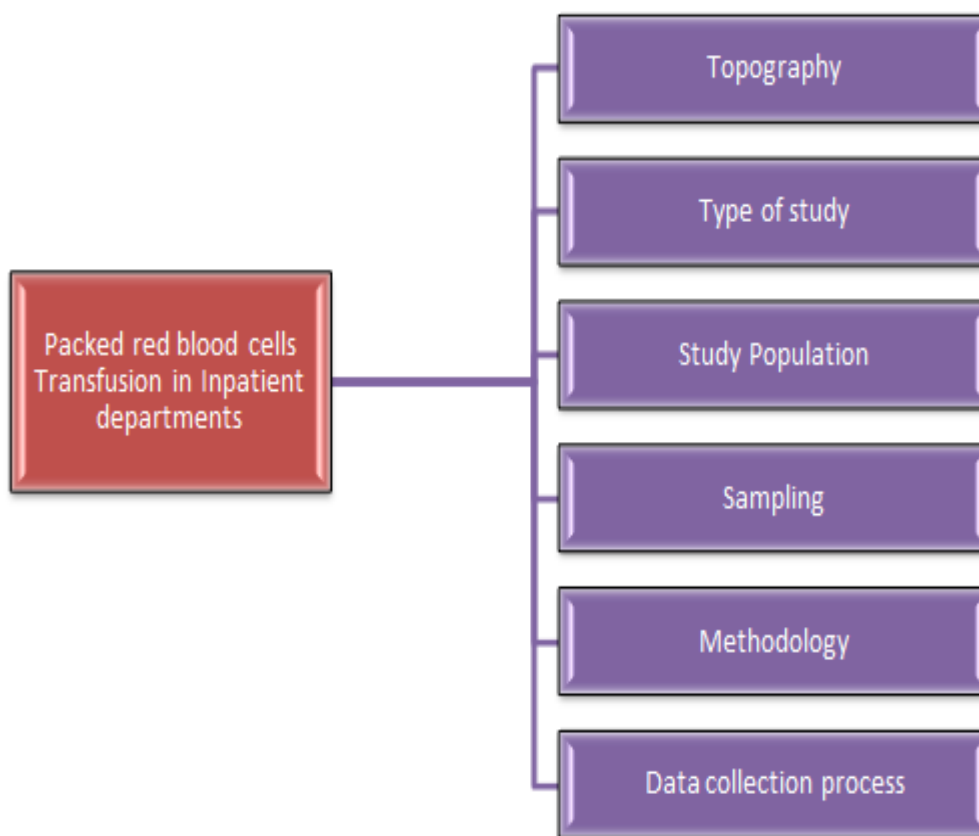 Packed red blood cells
Transfusion in Inpatient
departments
Topography
Type of study
Study Population
Sampling
Methodology
Data collection process